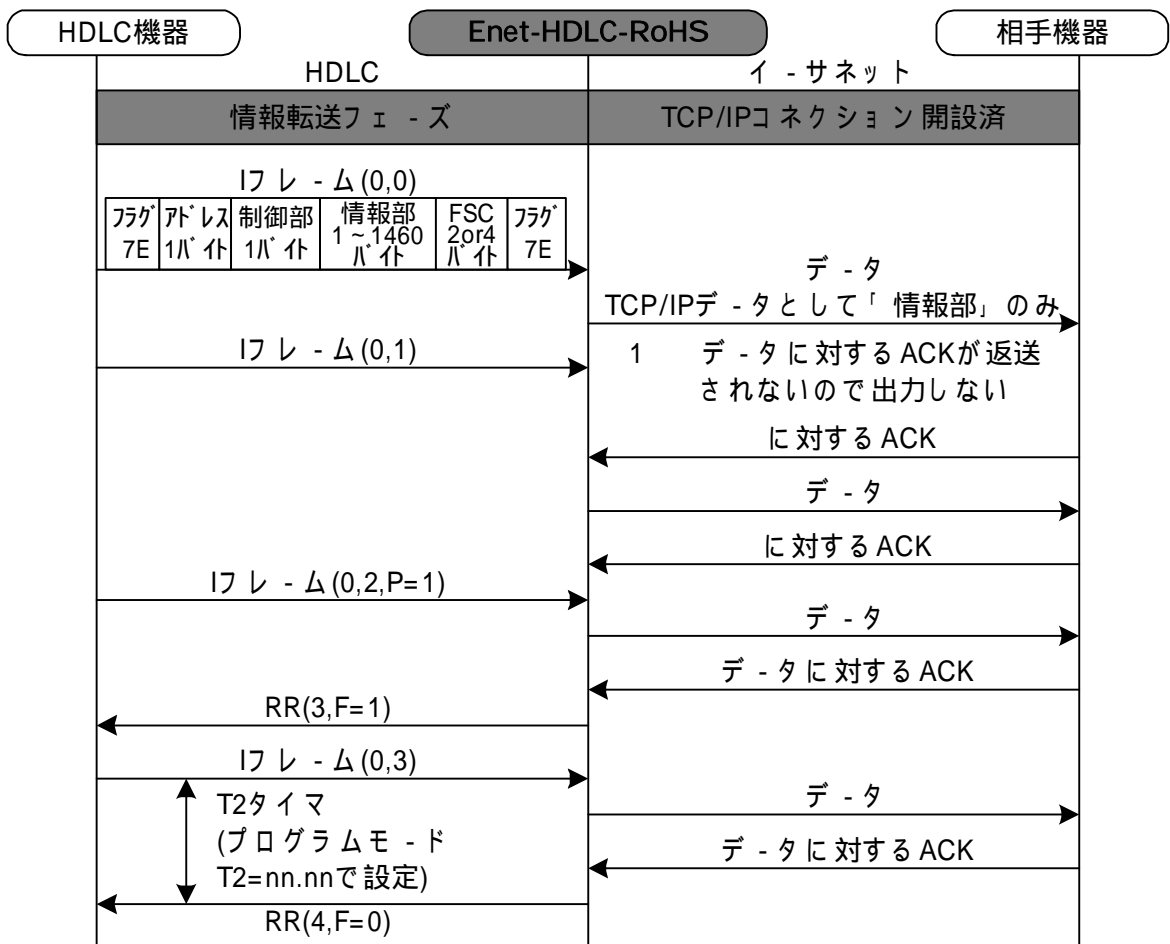 HDLC機器
Enet-HDLC-RoHS
相手機器
HDLC
イ-サネット
情報転送フェ-ズ
TCP/IPコネクション開設済
Iフレ-ム(0,0)
フラグ
7E
アドレス
1バイト
制御部
1バイト
情報部
1~1460
バイト
FSC
2or4
バイト
フラグ
7E
デ-タ
TCP/IPデ-タとして「情報部」のみ
Iフレ-ム(0,1)
1 デ-タに対するACKが返送
されないので出力しない
に対するACK
デ-タ
に対するACK
Iフレ-ム(0,2,P=1)
デ-タ
デ-タに対するACK
RR(3,F=1)
Iフレ-ム(0,3)
T2タイマ
(プログラムモ-ド
T2=nn.nnで設定)
デ-タ
デ-タに対するACK
RR(4,F=0)